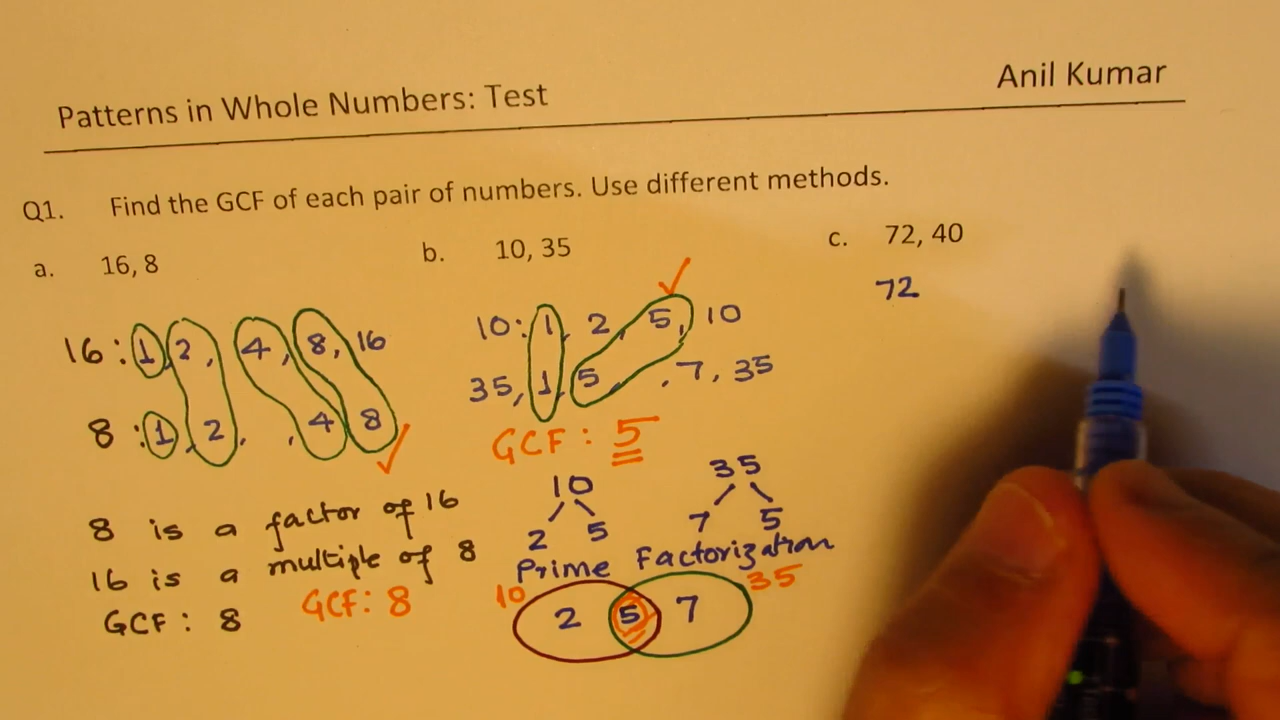 Anil Kumar
Patterns in Whole Numbers: Test
Q1. Find the GCF of each pair of numbers. Use different methods.
a. 16, 8
16 : 1, 2, 4, 8, 16
8 : 1, 2, , 4 8
8 is a factor of 16
16 is a multiple of 8
GCF : 8 GCF: 8
b. 10, 35
10: 1, 2, 5, 10
35, 1, 5 , 7, 35
GCF : 5
10 35
2 5 7 5
Prime Factorization
10 35
2 5 7
c. 72, 40
72